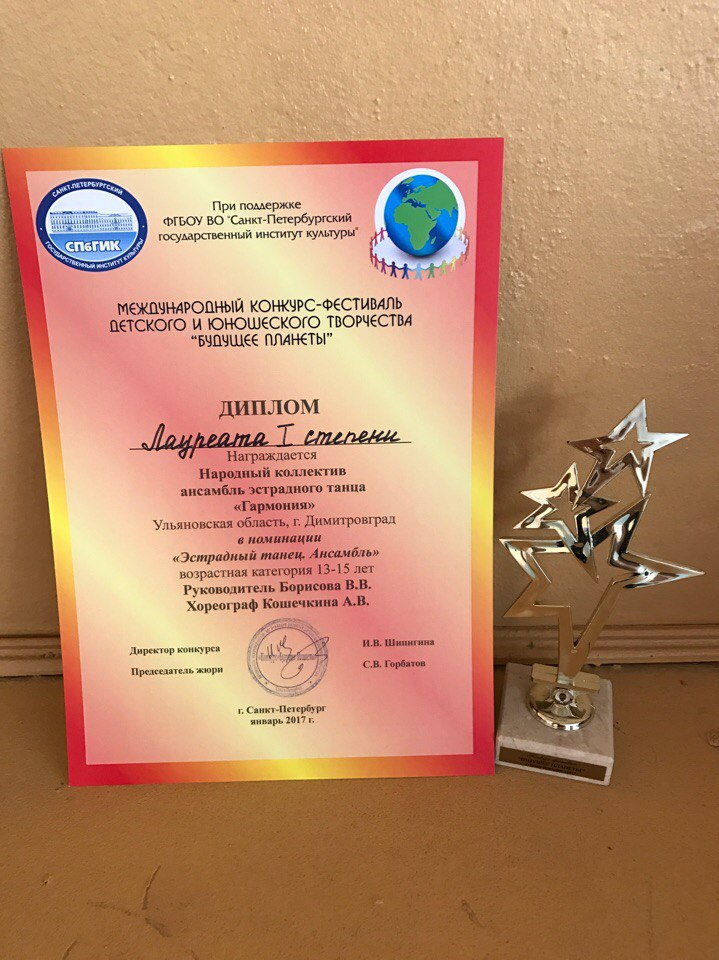 САНКТ-ПЕТЕРБУРГСКИЙ
СПбГИК
ГОСУДАРСТВЕННЫЙ ИНСТИТУТ КУЛЬТУРЫ
При поддержке
ФГБОУ ВО "Санкт-Петербургский
государственный институт культуры"
МЕЖДУНАРОДНЫЙ КОНКУРС-ФЕСТИВАЛЬ
ДЕТСКОГО И ЮНОШЕСКОГО ТВОРЧЕСТВА
"БУДУЩЕЕ ПЛАНЕТЫ"
ДИПЛОМ
Лауреата I степени
Награждается
Народный коллектив
ансамбль эстрадного танца
«Гармония»
Ульяновская область, г. Димитровград
в номинации
«Эстрадный танец. Ансамбль»
возрастная категория 13-15 лет
Руководитель Борисова В.В.
Хореограф Кошечкина А.В.
Директор конкурса И.В. Шипигина
Председатель жюри С.В. Горбатов
г. Санкт-Петербург
январь 2017 г.